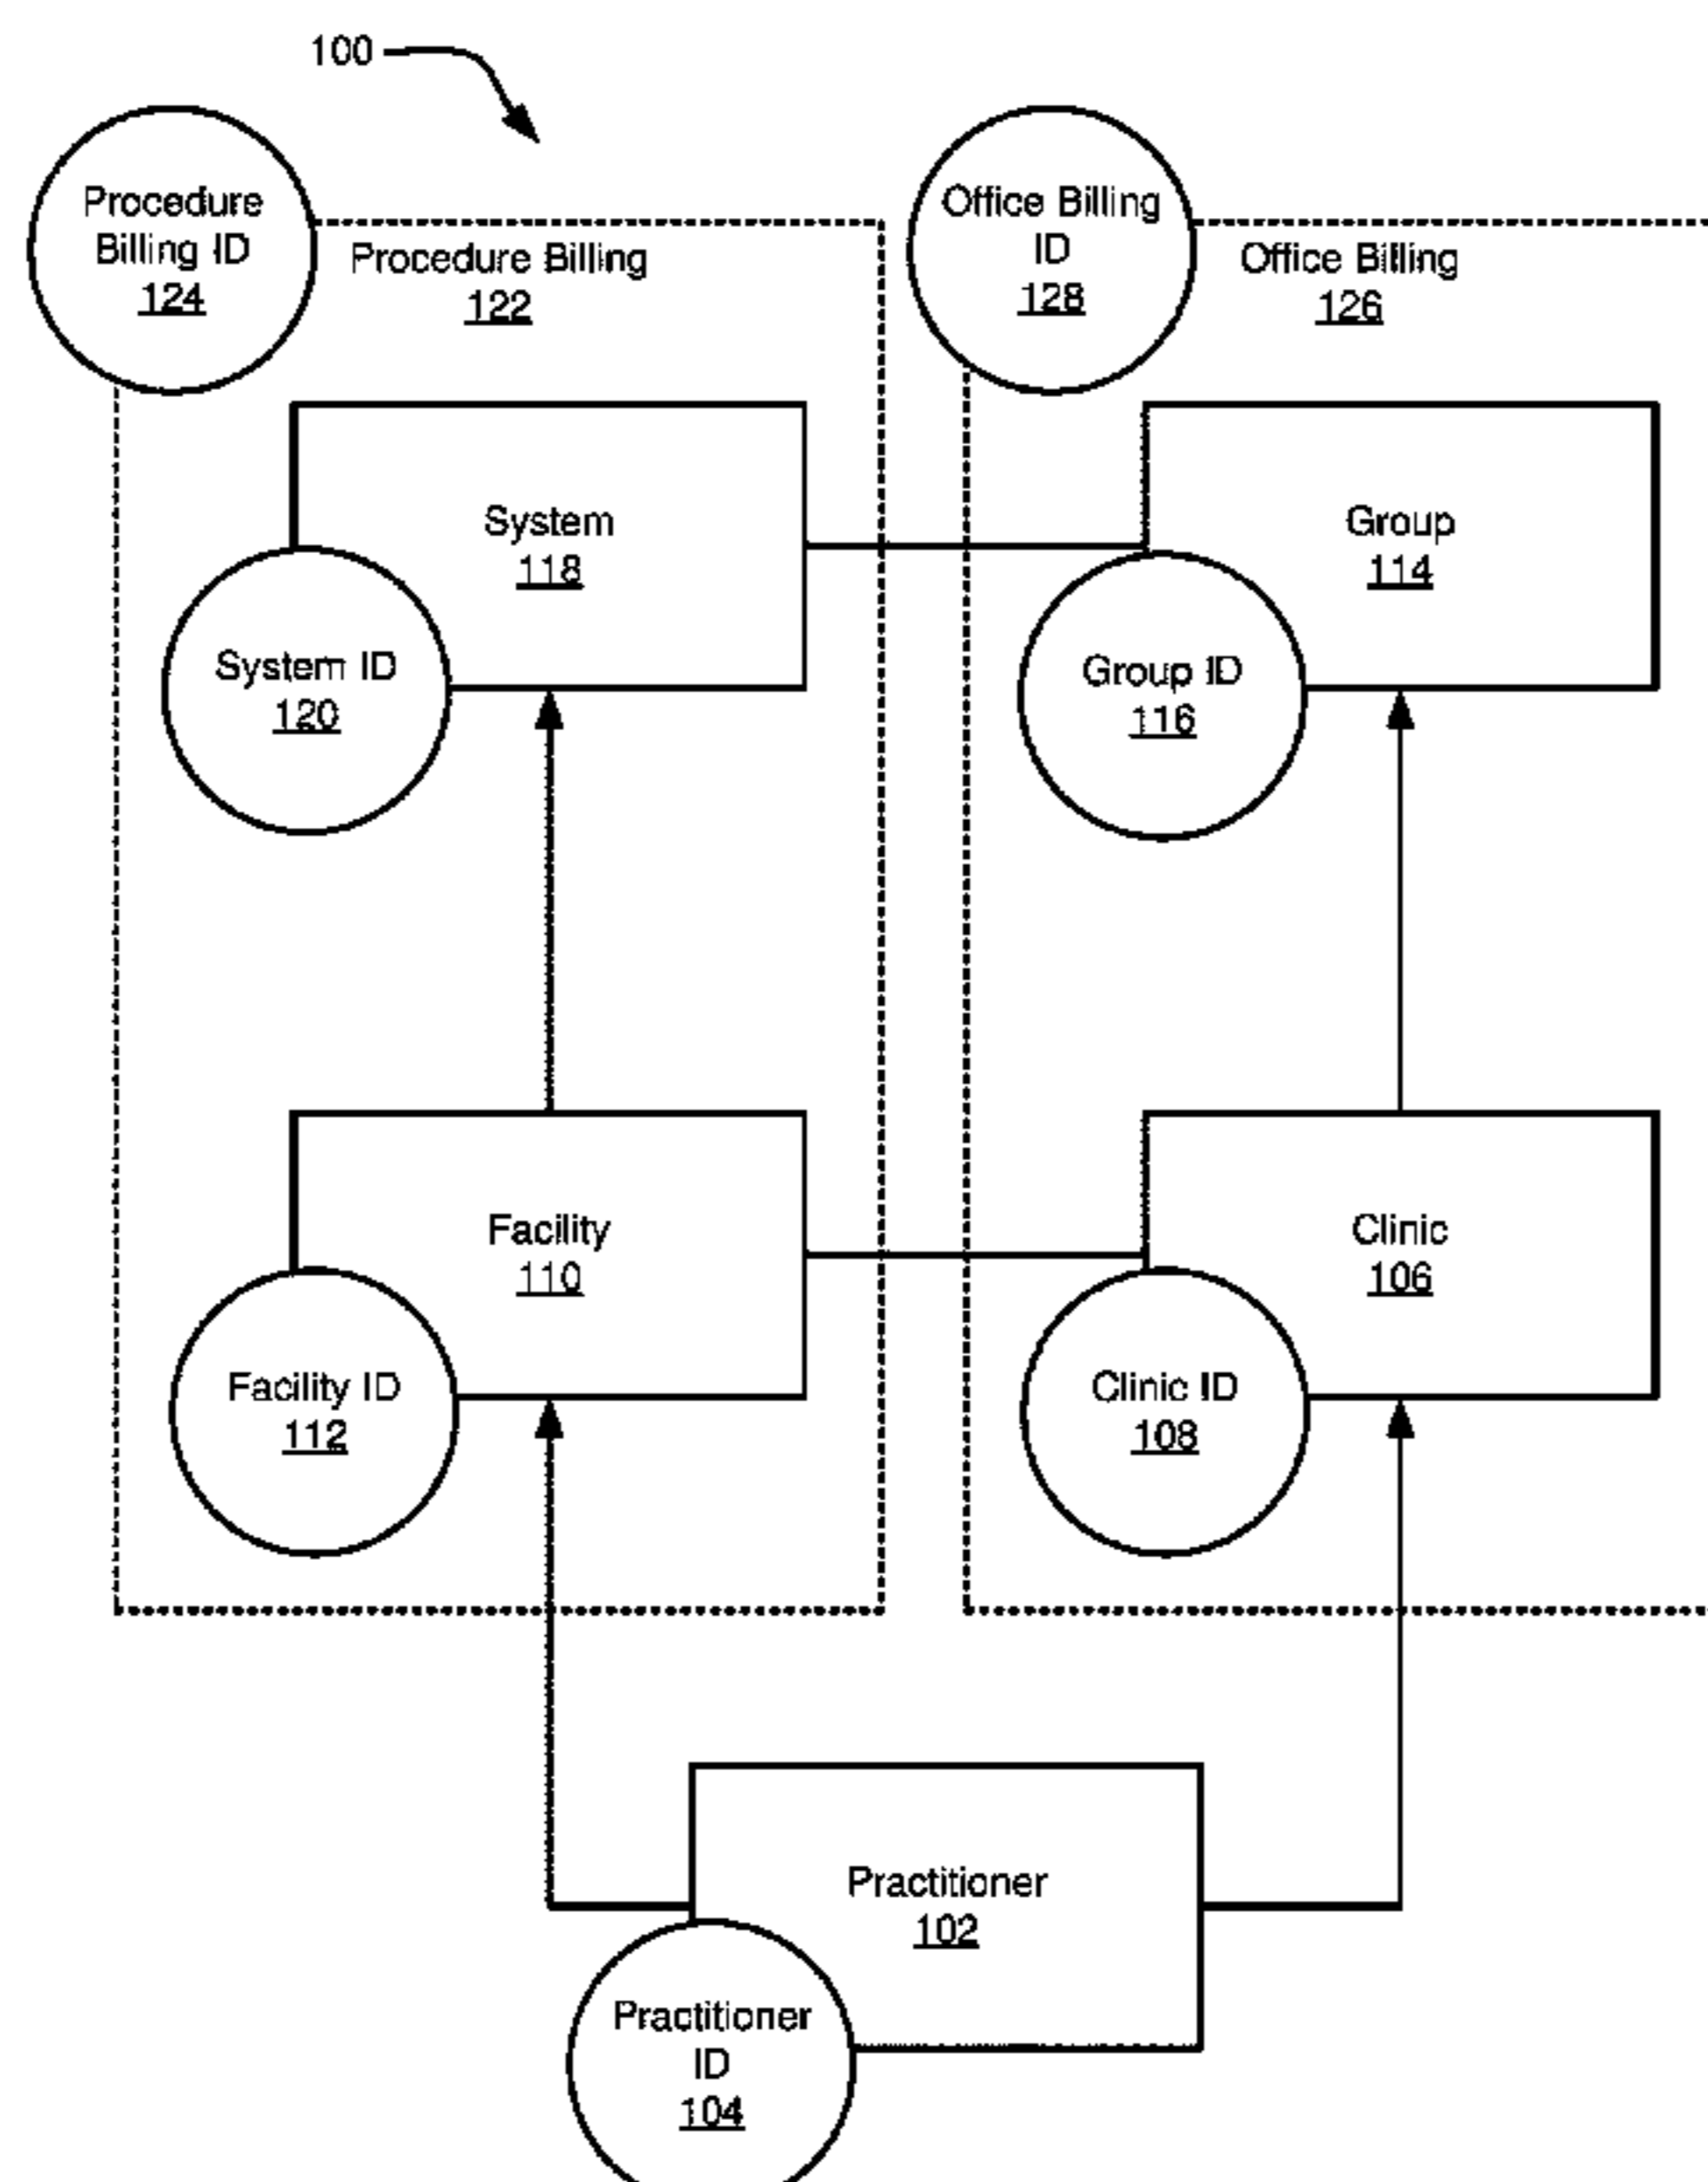 100
Procedure
Billing ID
124
Procedure Billing
122
Office Billing
ID
128
Office Billing
126
System
118
System ID
120
Group
114
Group ID
116
Facility
110
Facility ID
112
Clinic
106
Clinic ID
108
Practitioner
102
Practitioner
ID
104